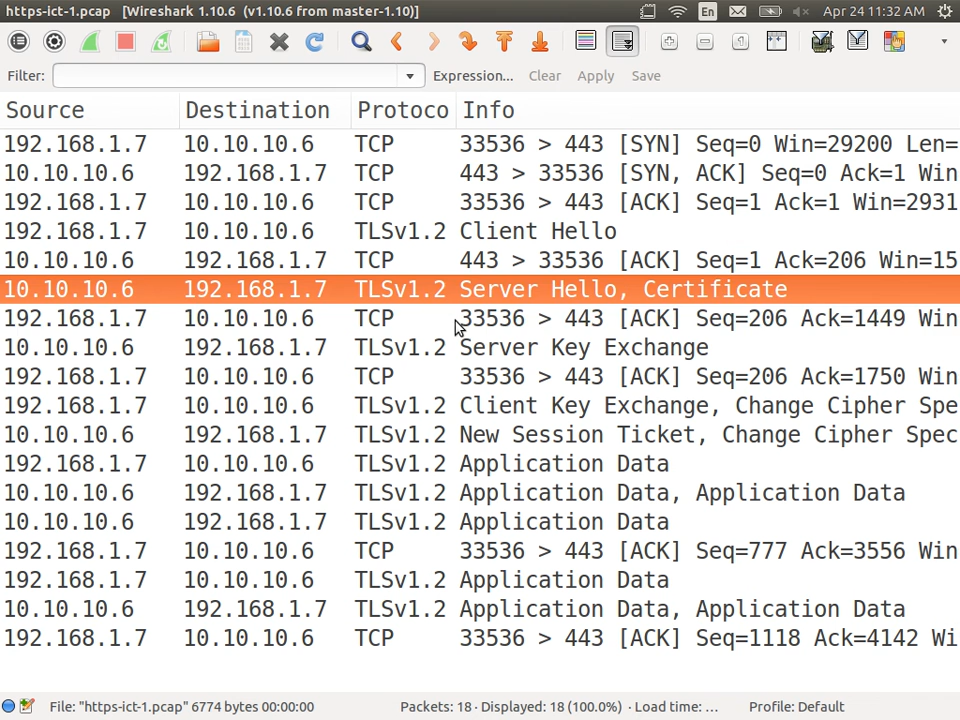 https-ict-1.pcap [Wireshark 1.10.6 (v1.10.6 from master-1.10)] En Apr 24 11:32 AM
Filter: Expression... Clear Apply Save
Source Destination Protoco Info
192.168.1.7 10.10.10.6 TCP 33536 > 443 [SYN] Seq=0 Win=29200 Len=
10.10.10.6 192.168.1.7 TCP 443 > 33536 [SYN, ACK] Seq=0 Ack=1 Win
192.168.1.7 10.10.10.6 TCP 33536 > 443 [ACK] Seq=1 Ack=1 Win=2931
192.168.1.7 10.10.10.6 TLSv1.2 Client Hello
10.10.10.6 192.168.1.7 TCP 443 > 33536 [ACK] Seq=1 Ack=206 Win=15
10.10.10.6 192.168.1.7 TLSv1.2 Server Hello, Certificate
192.168.1.7 10.10.10.6 TCP 33536 > 443 [ACK] Seq=206 Ack=1449 Win
10.10.10.6 192.168.1.7 TLSv1.2 Server Key Exchange
192.168.1.7 10.10.10.6 TCP 33536 > 443 [ACK] Seq=206 Ack=1750 Win
192.168.1.7 10.10.10.6 TLSv1.2 Client Key Exchange, Change Cipher Spe
10.10.10.6 192.168.1.7 TLSv1.2 New Session Ticket, Change Cipher Spec
192.168.1.7 10.10.10.6 TLSv1.2 Application Data
10.10.10.6 192.168.1.7 TLSv1.2 Application Data, Application Data
10.10.10.6 192.168.1.7 TLSv1.2 Application Data
192.168.1.7 10.10.10.6 TCP 33536 > 443 [ACK] Seq=777 Ack=3556 Win
192.168.1.7 10.10.10.6 TLSv1.2 Application Data
10.10.10.6 192.168.1.7 TLSv1.2 Application Data, Application Data
192.168.1.7 10.10.10.6 TCP 33536 > 443 [ACK] Seq=1118 Ack=4142 Wi
File: "https-ict-1.pcap" 6774 bytes 00:00:00 Packets: 18 · Displayed: 18 (100.0%) · Load time: ... Profile: Default